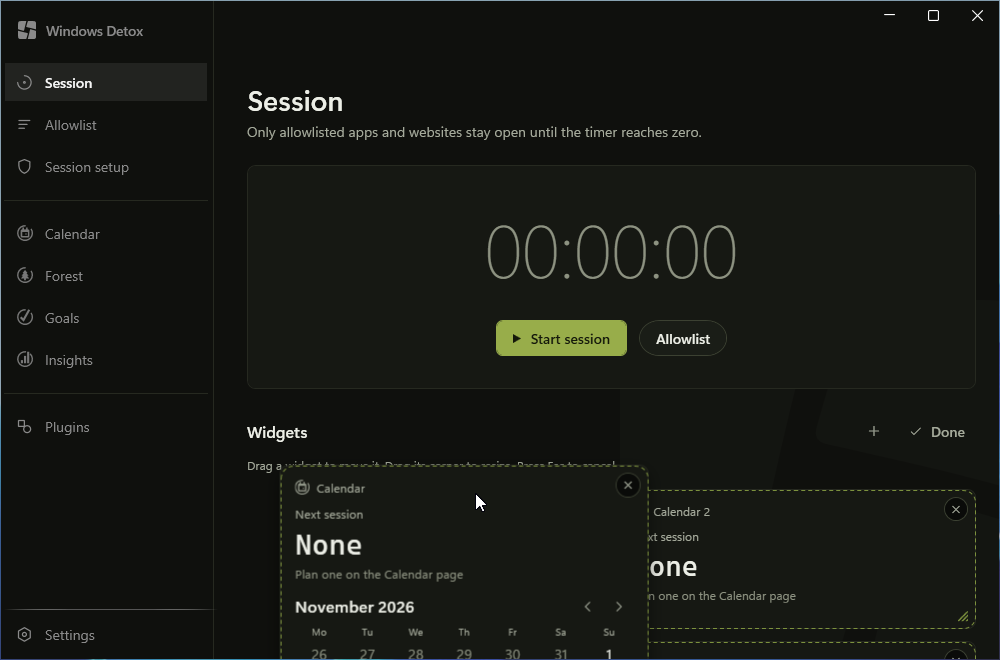 Windows Detox
Session
Allowlist
Session setup
Calendar
Forest
Goals
Insights
Plugins
Settings
Session
Only allowlisted apps and websites stay open until the timer reaches zero.
00:00:00
Start session
Allowlist
Widgets
Done
Drag a
Calendar
Next session
None
Plan one on the Calendar page
November 2026
Mo Tu We Th Fr Sa Su
26 27 28 29 30 31 1
Calendar 2
xt session
one
n one on the Calendar page